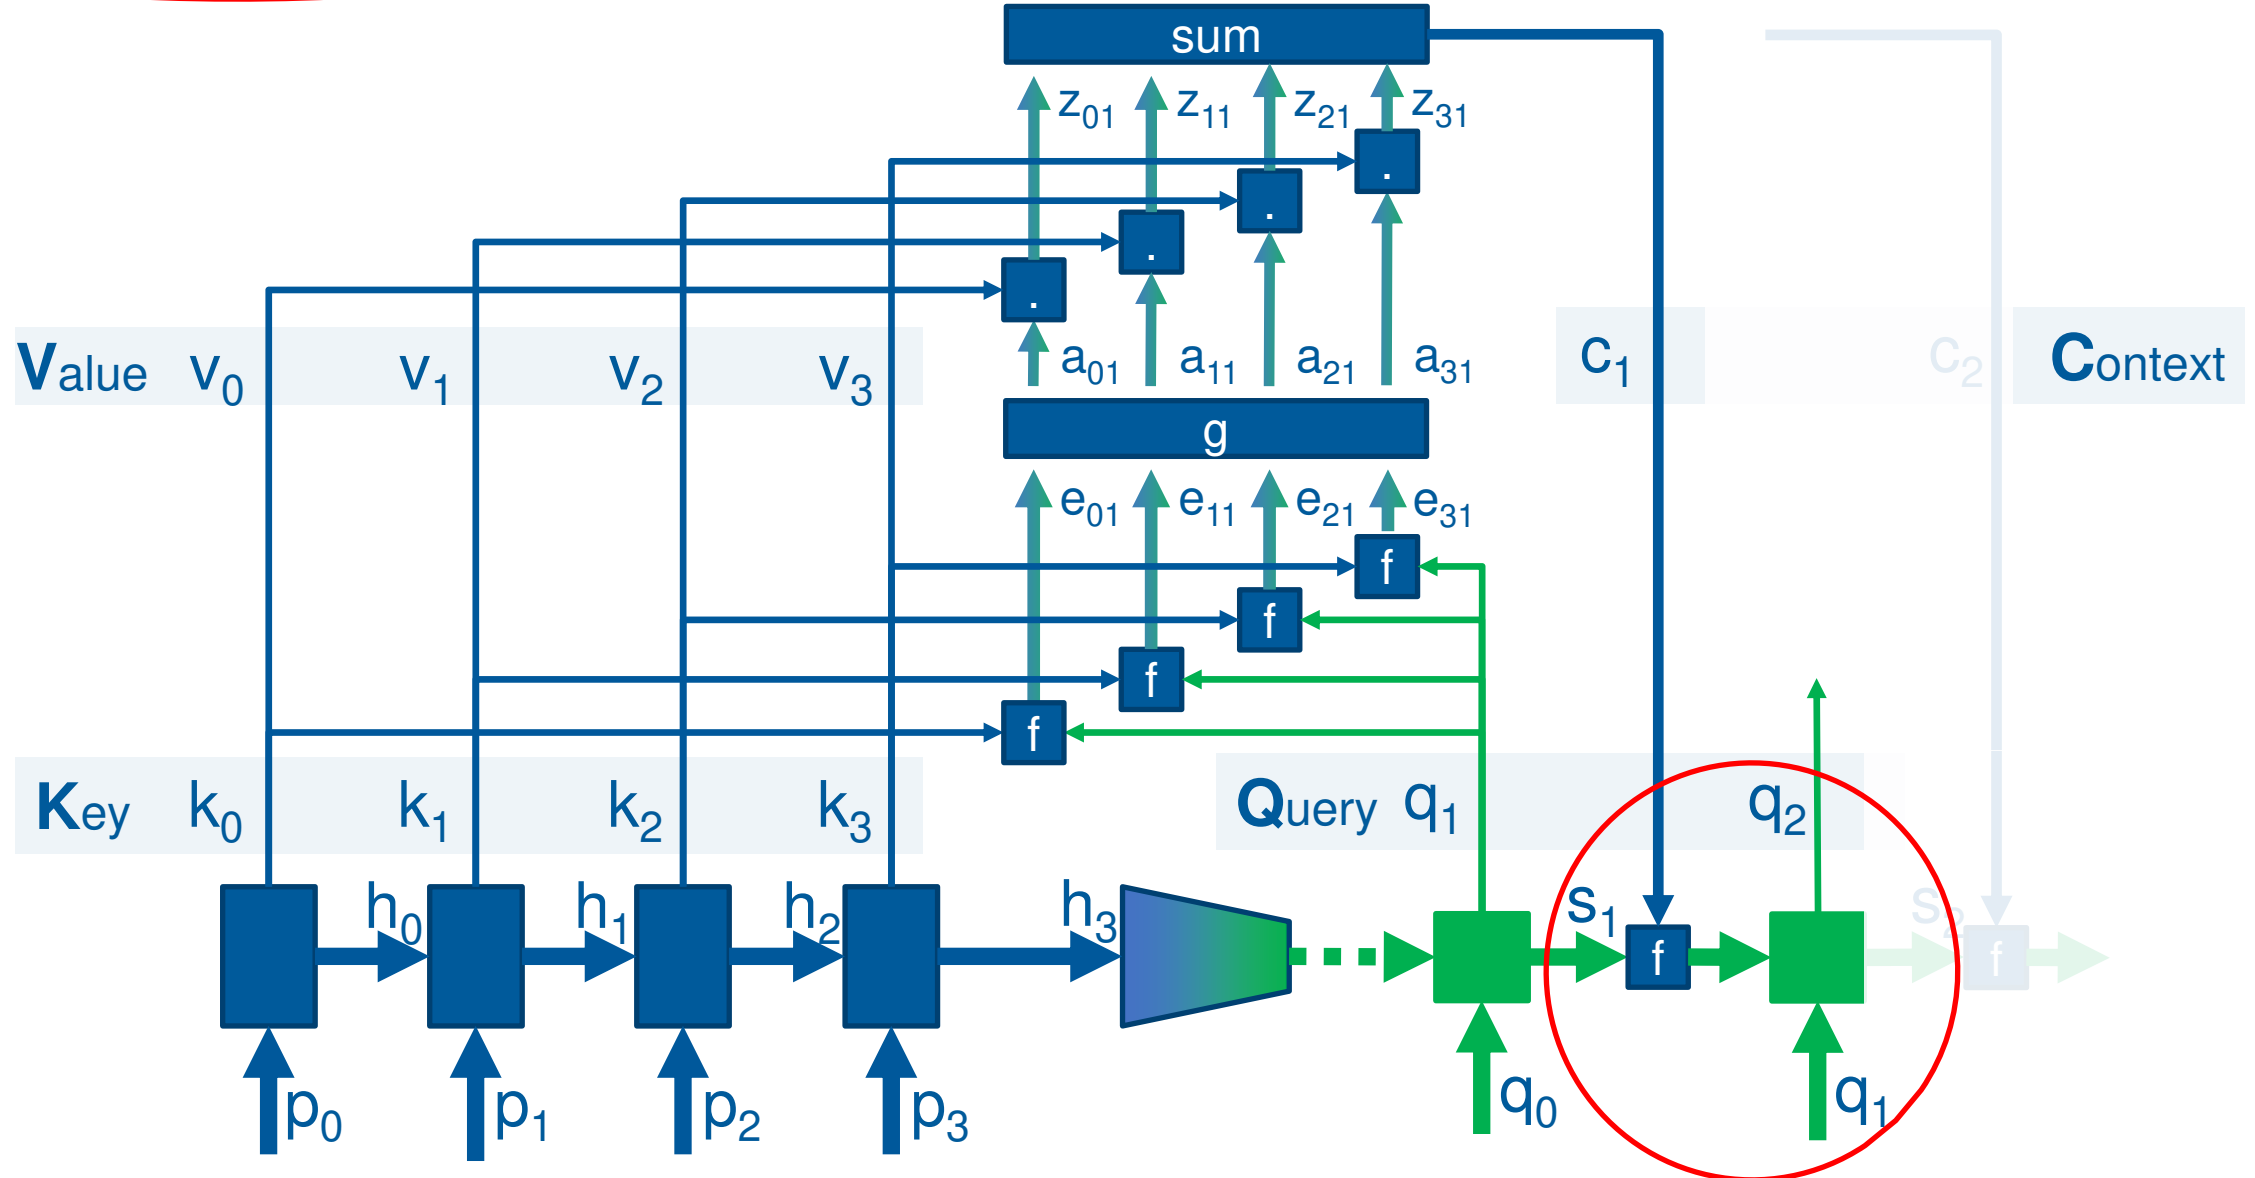 sum
z01 z11 z21 z31
. . . .
Value v0 v1 v2 v3 a01 a11 a21 a31 c1 c2 Context
g
e01 e11 e21 e31
f
f
f
f
Key k0 k1 k2 k3 Query q1 q2
h0 h1 h2 h3 s1 s2
f f
p0 p1 p2 p3 q0 q1